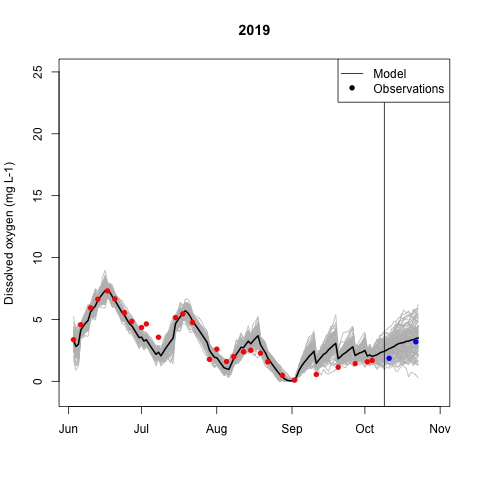 2019
Model
Observations
Dissolved oxygen (mg L-1)
25
20
15
10
5
0
Jun Jul Aug Sep Oct Nov